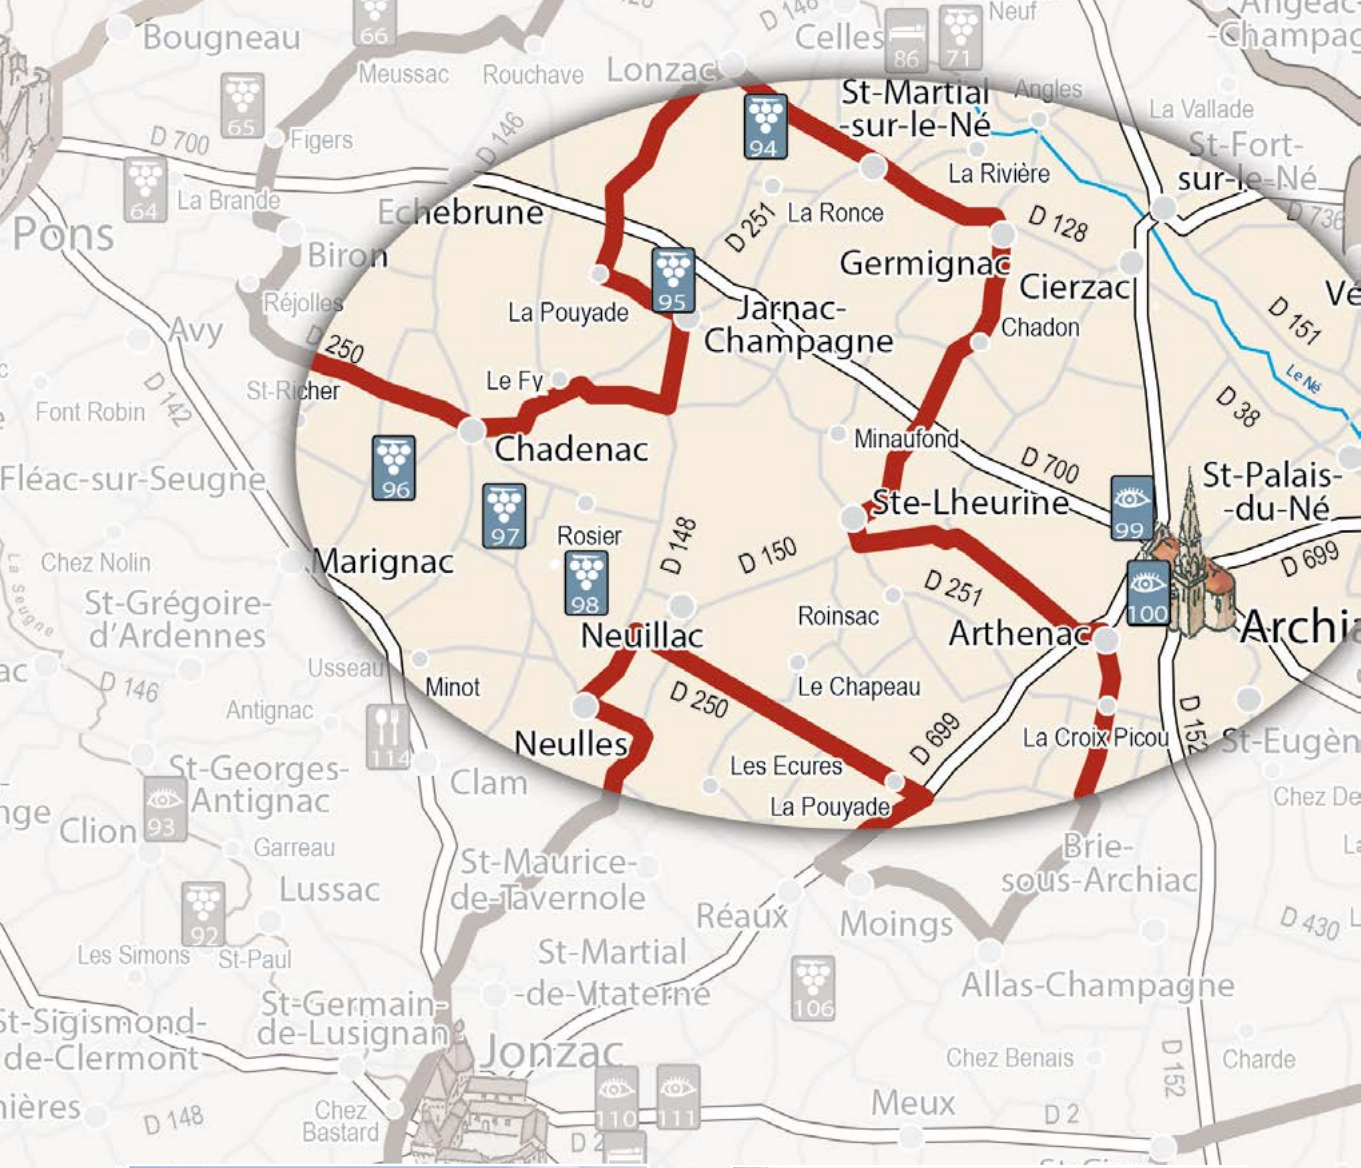 66
Celles
D 148
86
71
Neuf
Angeac-
-Champag
Bougneau
Meussac
Rouchave
Lonzac
65
D 700
Figers
D 146
94
St-Martial
-sur-le-Né
Angles
La Vallade
St-Fort-
sur-le-Né
La Rivière
64
La Brande
Echebrune
D 251
La Ronce
D 128
D 736
Pons
Biron
Germignac
Cierzac
Réjolles
95
La Pouyade
Jarnac-
Champagne
Chadon
D 151
Avy
D 250
Le Né
St-Richer
Le Fy
D 142
Font Robin
D 38
Chadenac
Minaufond
D 700
96
Fléac-sur-Seugne
St-Palais-
-du-Né
97
Ste-Lheurine
99
Rosier
D 148
D 150
D 699
Chez Nolin
Marignac
La Seugne
98
D 251
100
St-Grégoire-
d'Ardennes
Roinsac
Neuillac
Arthenac
Archia
Usseau
D 146
Minot
Le Chapeau
D 250
Antignac
D 152
114
Neulles
D 699
La Croix Picou
St-Eugèn
St-Georges-
Antignac
Les Ecures
Clam
La Pouyade
Chez De
93
Clion
Garreau
Brie-
sous-Archiac
St-Maurice-
de-Tavernole
Lussac
92
Réaux
Moings
D 430
Les Simons
St-Paul
St-Martial
-de-Vitaterne
106
Allas-Champagne
St-Germain-
de-Lusignan
St-Sigismond-
de-Clermont
Jonzac
Chez Benais
D 152
Charde
110
111
nières
D 148
Chez
Bastard
Meux
D 2
D 2